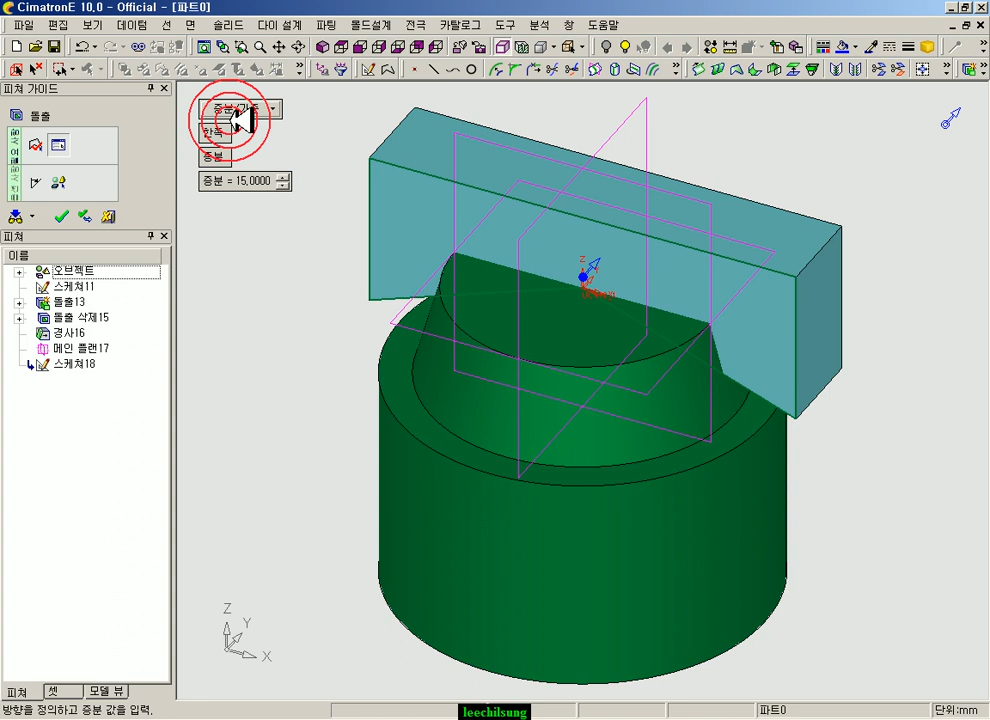 CimatronE 10,0 - Official - [파트0]
파일 편집 보기 데이텀 선 면 솔리드 다이 설계 파팅 몰드설계 전극 카탈로그 도구 분석 창 도움말
피쳐 가이드
돌출
한쪽
증분
증분 = 15,0000
피쳐
이름
오브젝트
스케쳐11
돌출13
돌출 삭제15
경사16
메인 플랜17
스케쳐18
Z
Z
Y
X
피쳐 셋 모델 뷰
방향을 정의하고 증분 값을 입력. leechilsung 파트0 단위:mm